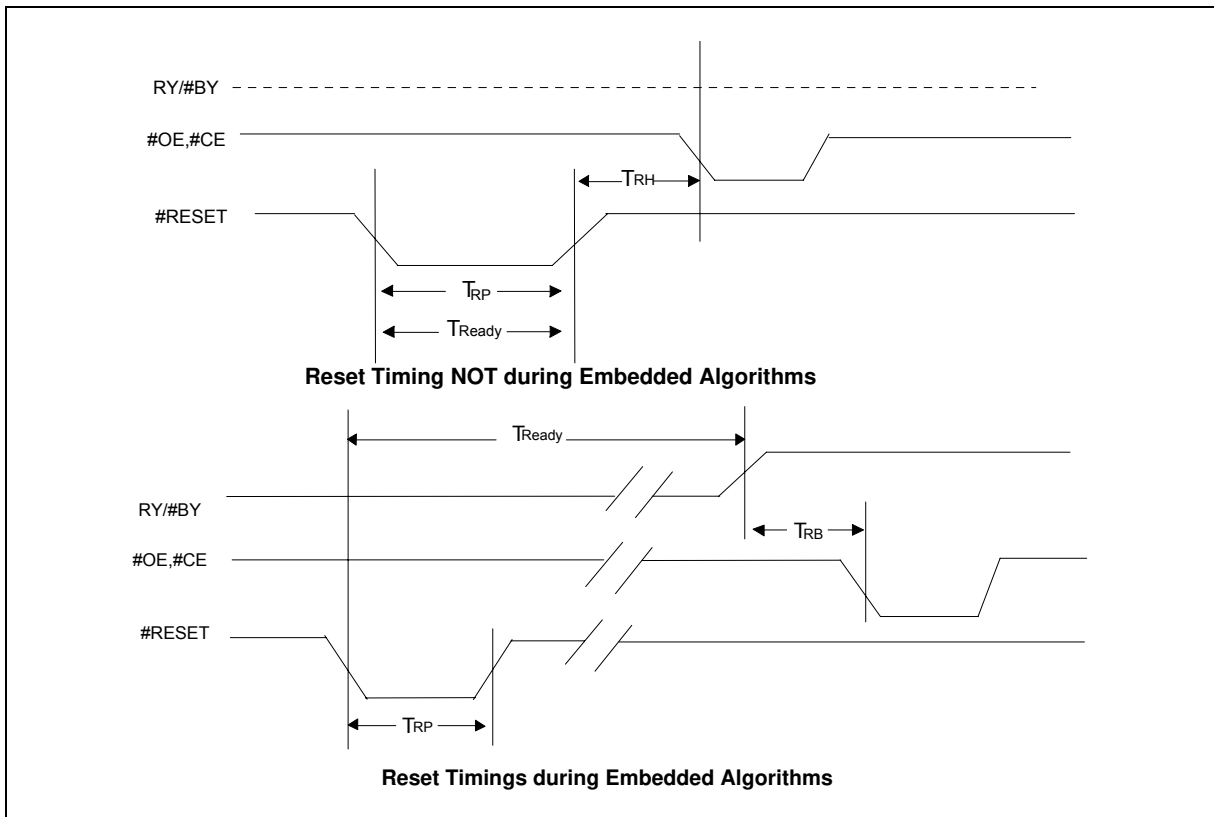 RY/#BY
#OE,#CE
TRH
#RESET
TRP
TReady
Reset Timing NOT during Embedded Algorithms
TReady
RY/#BY
TRB
#OE,#CE
#RESET
TRP
Reset Timings during Embedded Algorithms